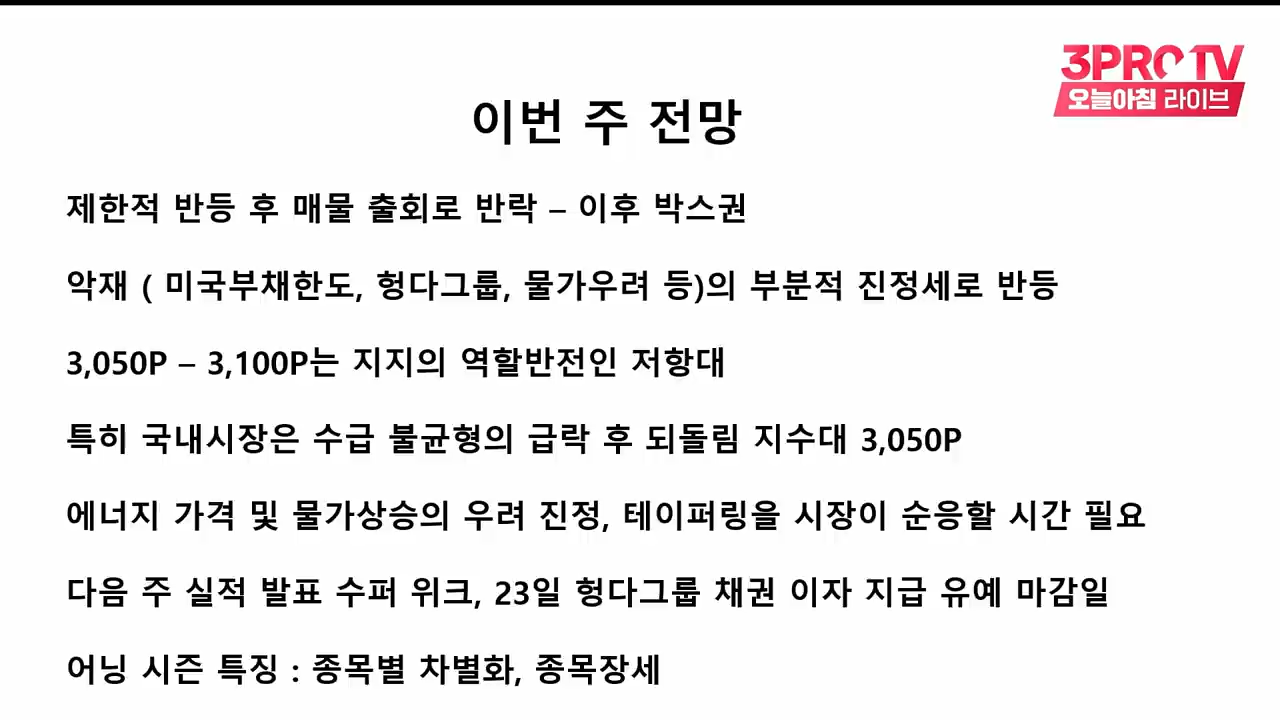 3PRO TV
오늘아침 라이브
이번 주 전망
제한적 반등 후 매물 출회로 반락 – 이후 박스권
악재 ( 미국부채한도, 헝다그룹, 물가우려 등)의 부분적 진정세로 반등
3,050P – 3,100P는 지지의 역할반전인 저항대
특히 국내시장은 수급 불균형의 급락 후 되돌림 지수대 3,050P
에너지 가격 및 물가상승의 우려 진정, 테이퍼링을 시장이 순응할 시간 필요
다음 주 실적 발표 수퍼 위크, 23일 헝다그룹 채권 이자 지급 유예 마감일
어닝 시즌 특징 : 종목별 차별화, 종목장세